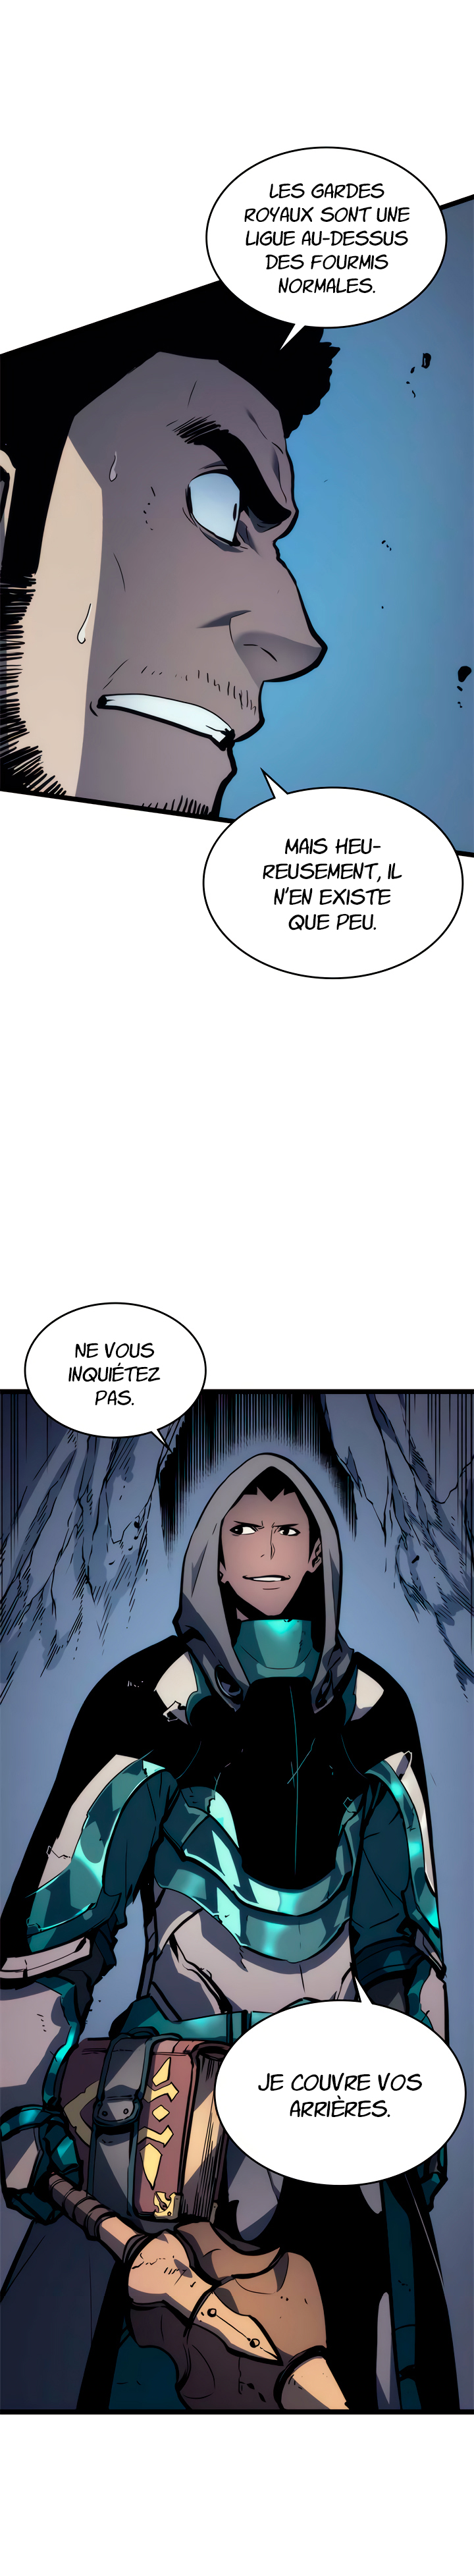 LES GARDES
ROYAUX SONT UNE
LIGUE AU-DESSUS
DES FOURMIS
NORMALES.
MAIS HEU-
REUSEMENT, IL
N'EN EXISTE
QUE PEU.
NE VOUS
INQUIÉTEZ
PAS.
JE COUVRE VOS
ARRIÈRES.